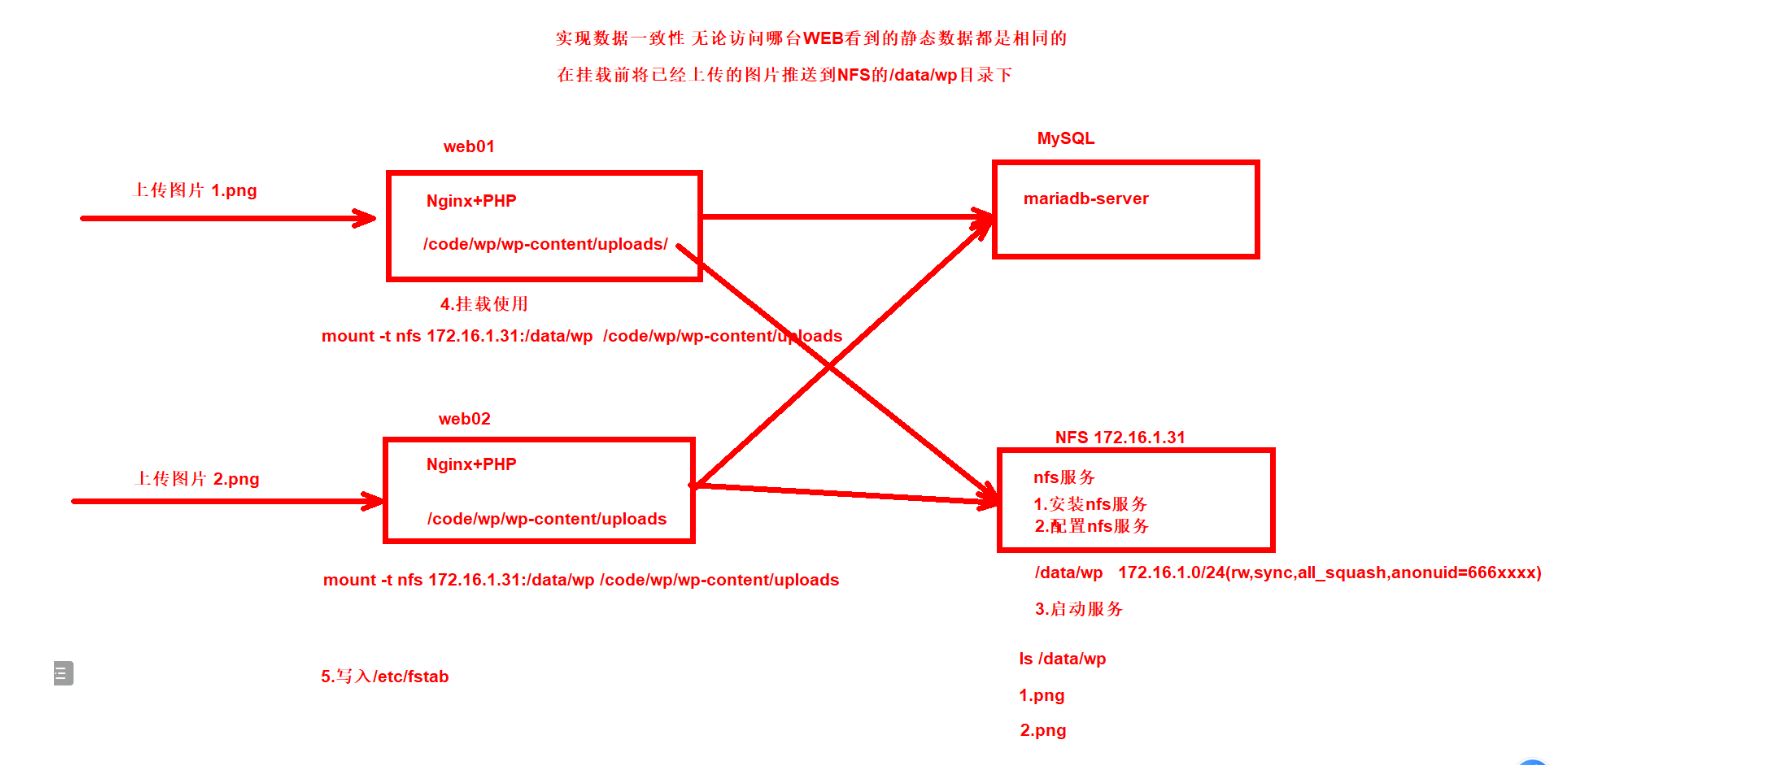 实现数据一致性 无论访问哪台WEB看到的静态数据都是相同的
在挂载前将已经上传的图片推送到NFS的/data/wp目录下
web01
MySQL
上传图片 1.png
Nginx+PHP
mariadb-server
/code/wp/wp-content/uploads/
4.挂载使用
mount -t nfs 172.16.1.31:/data/wp /code/wp/wp-content/uploads
web02
NFS 172.16.1.31
Nginx+PHP
上传图片 2.png
nfs服务
1.安装nfs服务
2.配置nfs服务
/code/wp/wp-content/uploads
mount -t nfs 172.16.1.31:/data/wp /code/wp/wp-content/uploads
/data/wp 172.16.1.0/24(rw,sync,all_squash,anonuid=666xxxx)
3.启动服务
ls /data/wp
5.写入/etc/fstab
1.png
2.png